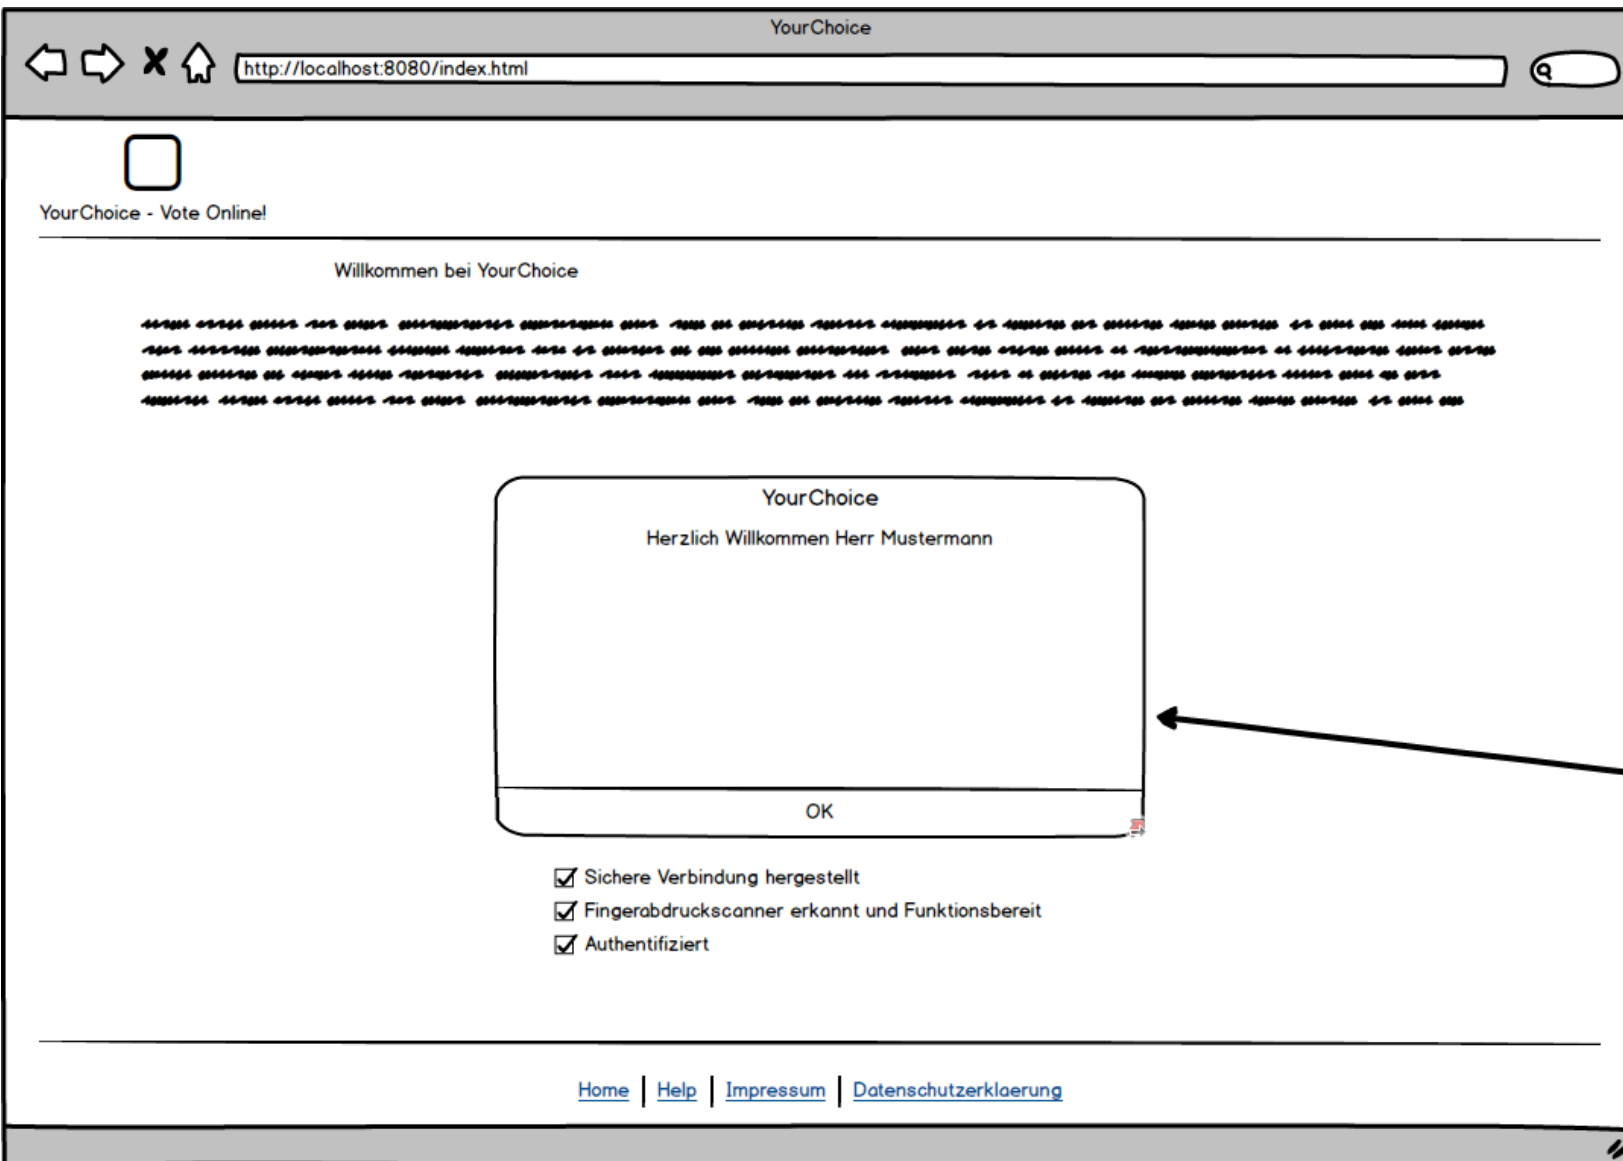 YourChoice
http://localhost:8080/index.html
YourChoice - Vote Online!
Willkommen bei YourChoice
YourChoice
Herzlich Willkommen Herr Mustermann
OK
Sichere Verbindung hergestellt
Fingerabdruckscanner erkannt und Funktionsbereit
Authentifiziert
Home | Help | Impressum | Datenschutzerklaerung